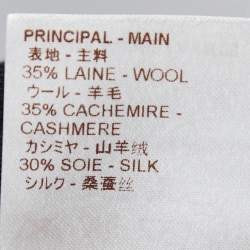 PRINCIPAL - MAIN
表地 - 主料
35% LAINE - WOOL
ウール - 羊毛
35% CACHEMIRE -
CASHMERE
カシミヤ - 山羊绒
30% SOIE - SILK
シルク - 桑蚕丝